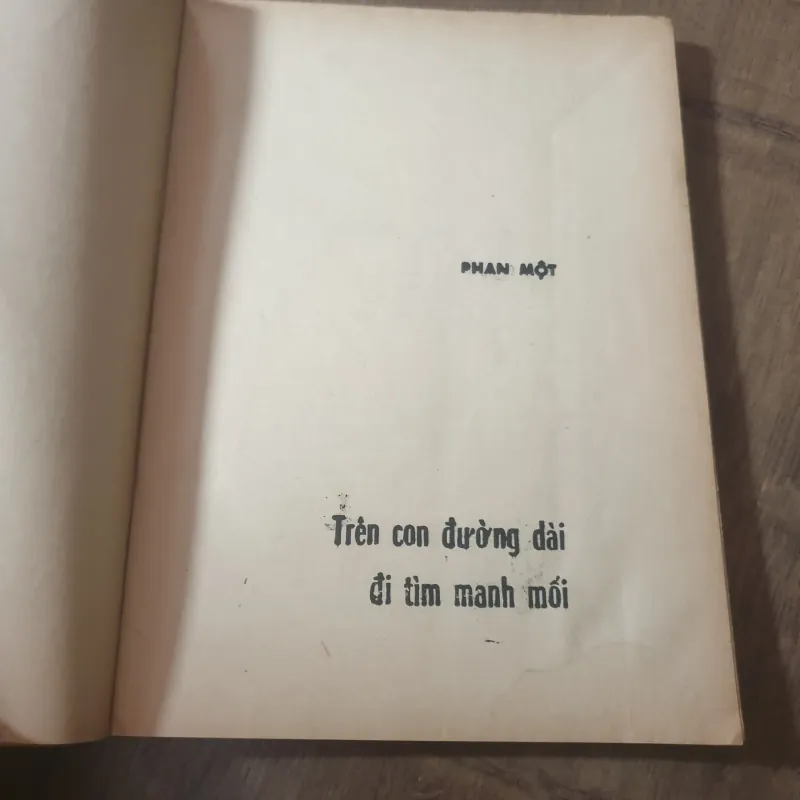 PHAN MỘT
Trên con đường dài
đi tìm manh mối